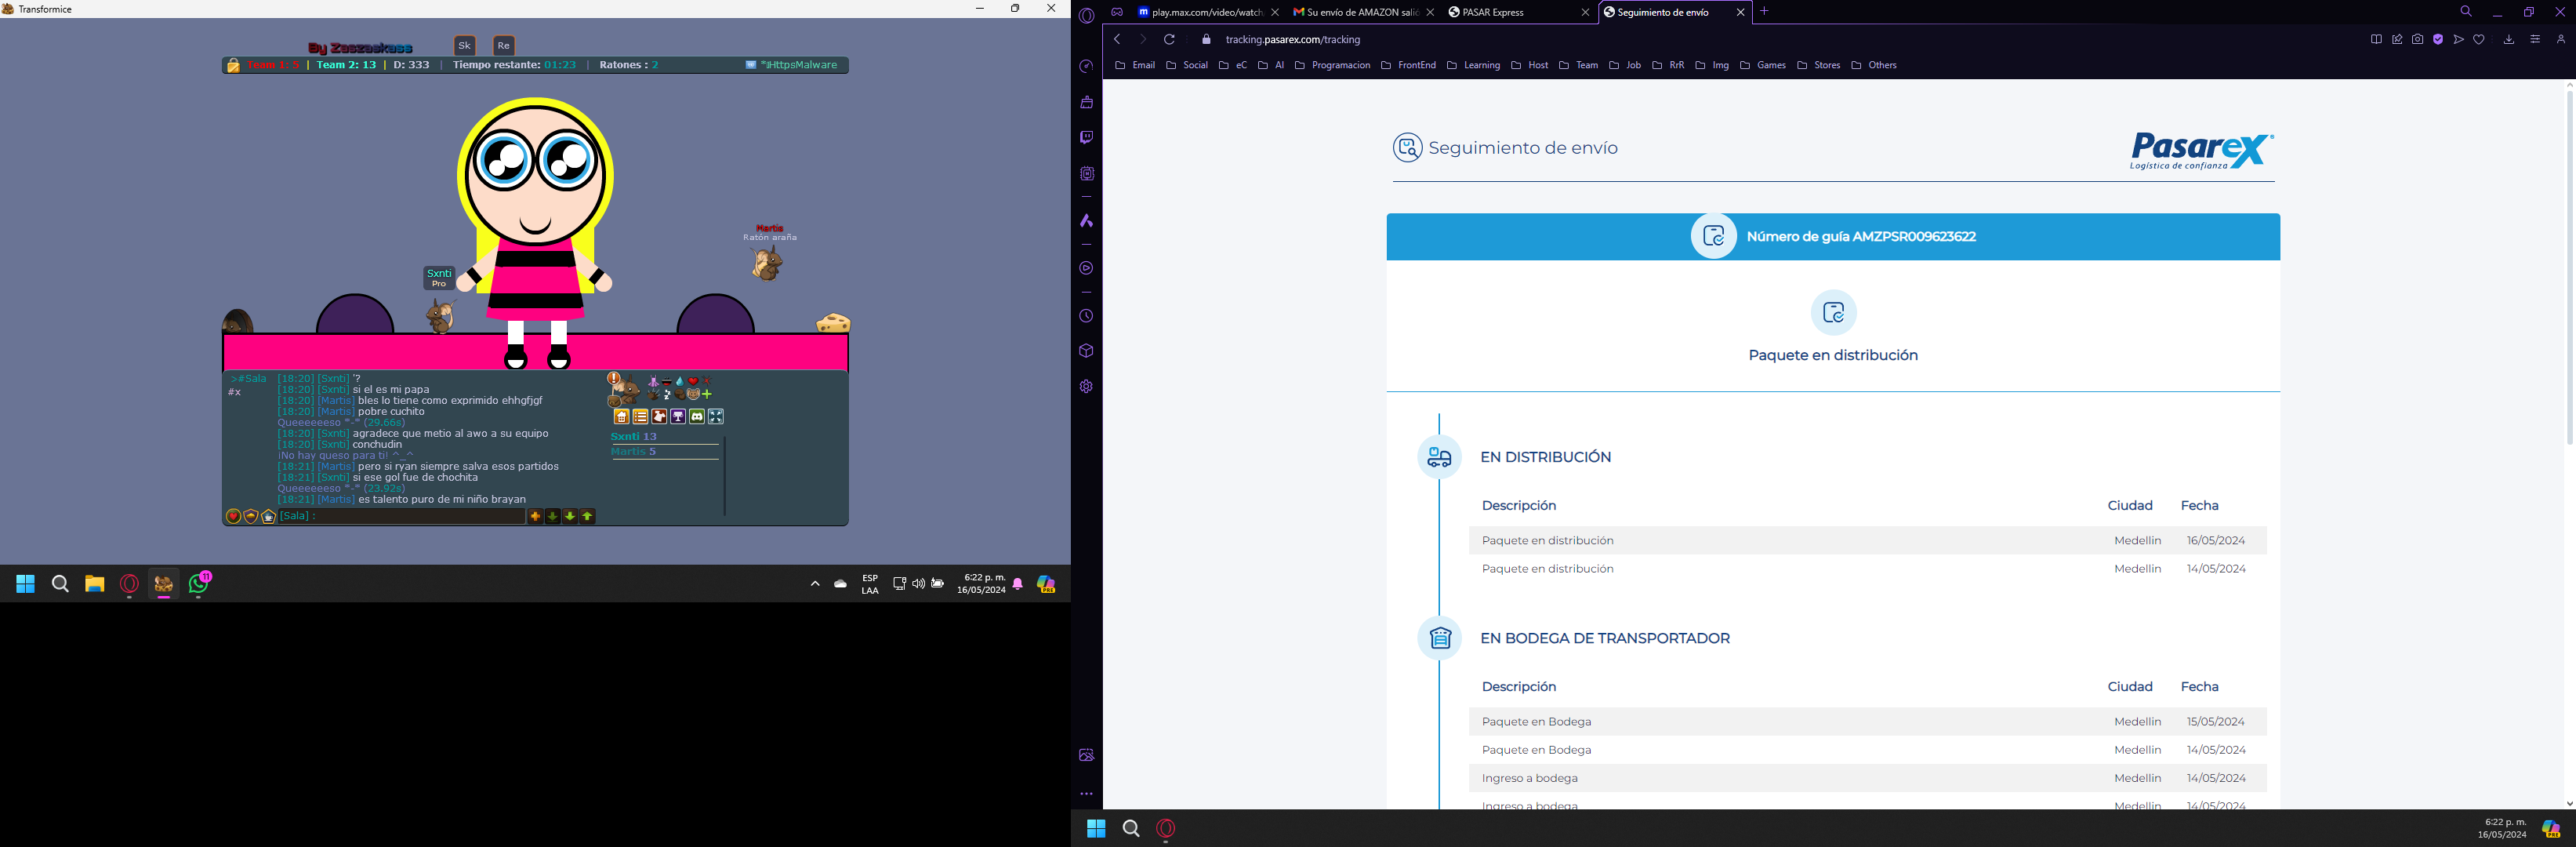 Transformice
By Zaszaskass
Sk
Re
Team 1: 5 | Team 2: 13 | D: 333 | Tiempo restante: 01:23 | Ratones : 2
HttpsMalware
Martis
Ratón araña
Sxnti
Pro
>#Sala
#x
[18:20] [Sxnti] '?
[18:20] [Sxnti] si el es mi papa
[18:20] [Martis] bles lo tiene como exprimido ehhgfjgf
[18:20] [Martis] pobre cuchito
Queeeeeeso *-* (29.66s)
[18:20] [Sxnti] agradece que metio al awo a su equipo
[18:20] [Sxnti] conchudin
¡No hay queso para ti! ^_^
[18:21] [Martis] pero si ryan siempre salva esos partidos
[18:21] [Sxnti] si ese gol fue de chochita
Queeeeeeso *-* (23.92s)
[18:21] [Martis] es talento puro de mi niño brayan
[Sala] :
Sxnti 13
Martis 5
11
ESP
LAA
6:22 p. m.
16/05/2024
PRE
play.max.com/video/watch
Su envío de AMAZON salió
PASAR Express
Seguimiento de envío
tracking.pasarex.com/tracking
Email
Social
eC
AI
Programacion
FrontEnd
Learning
Host
Team
Job
RrR
Img
Games
Stores
Others
Seguimiento de envío
Pasarex
Logística de confianza
Número de guía AMZPSR009623622
Paquete en distribución
EN DISTRIBUCIÓN
Descripción Ciudad Fecha
Paquete en distribución Medellin 16/05/2024
Paquete en distribución Medellin 14/05/2024
EN BODEGA DE TRANSPORTADOR
Descripción Ciudad Fecha
Paquete en Bodega Medellin 15/05/2024
Paquete en Bodega Medellin 14/05/2024
Ingreso a bodega Medellin 14/05/2024
Ingreso a bodega Medellin 14/05/2024
6:22 p. m.
16/05/2024
PRE